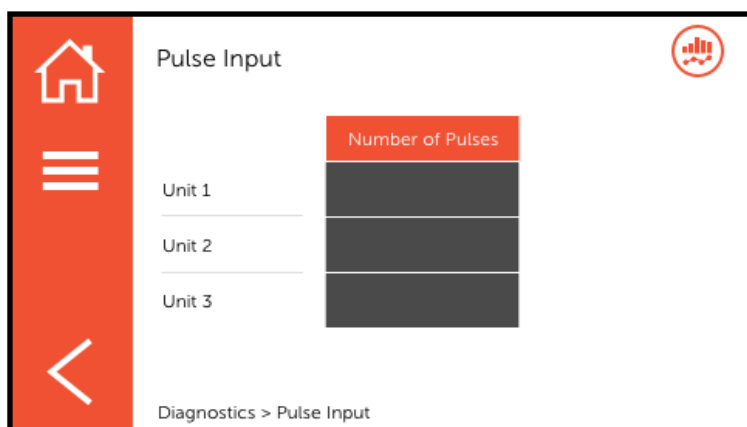 Pulse Input
Number of Pulses
Unit 1
Unit 2
Unit 3
Diagnostics > Pulse Input